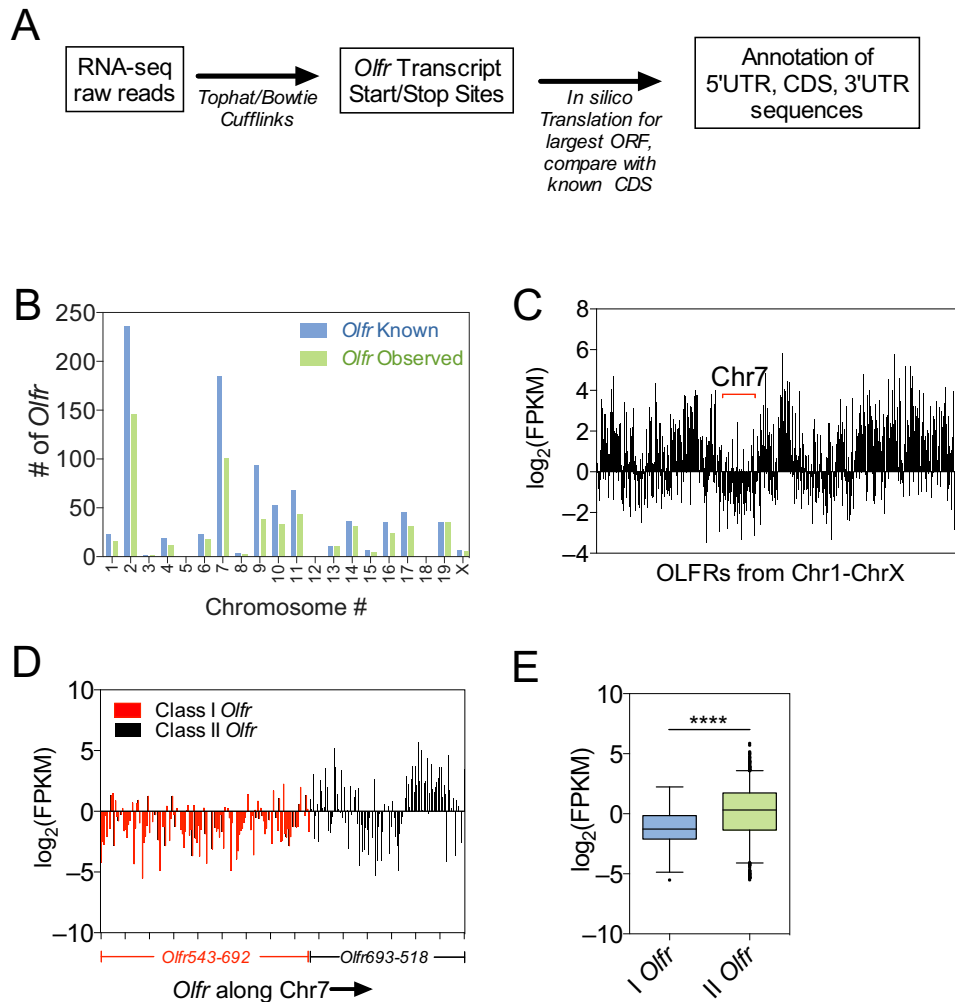 A
RNA-seq
raw reads
Tophat/Bowtie
Cufflinks
Olfr Transcript
Start/Stop Sites
In silico
Translation for
largest ORF,
compare with
known CDS
Annotation of
5'UTR, CDS, 3'UTR
sequences
B
# of Olfr
250
200
150
100
50
0
Olfr Known
Olfr Observed
1
2
3
4
5
6
7
8
9
10
11
12
13
14
15
16
17
18
19
X
Chromosome #
C
log2(FPKM)
8
6
4
2
0
−2
−4
Chr7
OLFRs from Chr1-ChrX
D
log2(FPKM)
10
5
0
−5
−10
Class I Olfr
Class II Olfr
Olfr543-692
Olfr693-518
Olfr along Chr7
E
log2(FPKM)
10
5
0
−5
−10
****
I Olfr
II Olfr